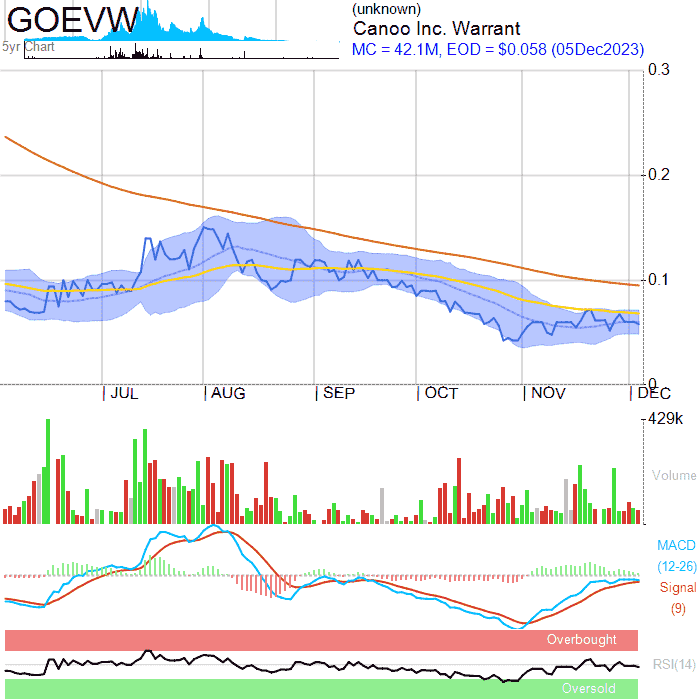 GOEVW
(unknown)
Canoo Inc. Warrant
5yr Chart
MC = 42.1M, EOD = $0.058 (05Dec2023)
0.3
0.2
0.1
0
JUL AUG SEP OCT NOV DEC
429k
Volume
MACD
(12-26)
Signal
(9)
Overbought
RSI(14)
Oversold